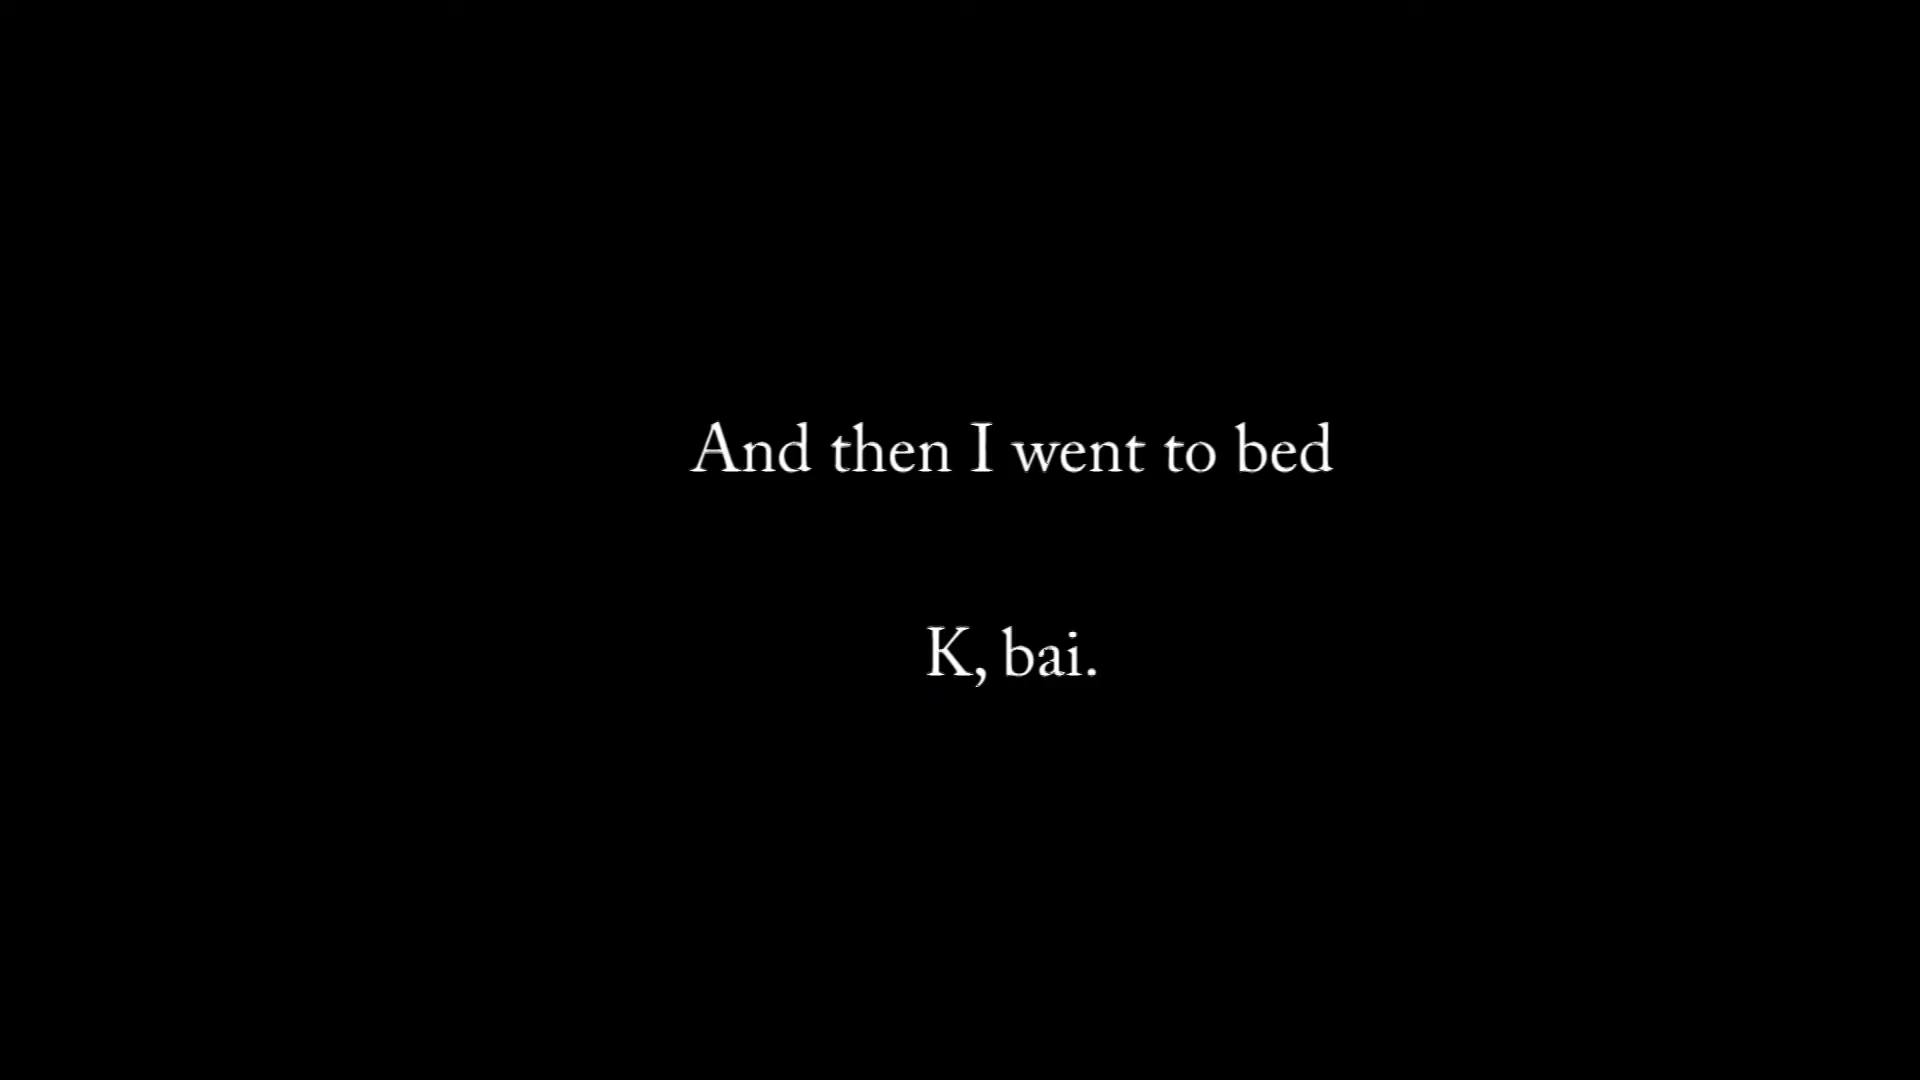 And then I went to bed
K, bai.